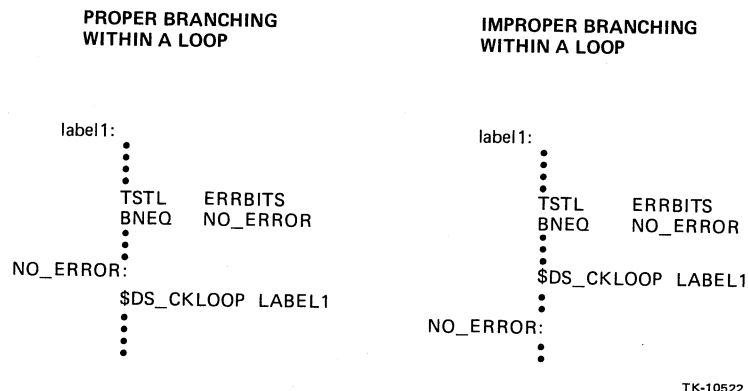 PROPER BRANCHING
WITHIN A LOOP
label1:
TSTL ERRBITS
BNEQ NO_ERROR
NO_ERROR:
$DS_CKLOOP LABEL1
IMPROPER BRANCHING
WITHIN A LOOP
label1:
TSTL ERRBITS
BNEQ NO_ERROR
$DS_CKLOOP LABEL1
NO_ERROR:
TK-10522